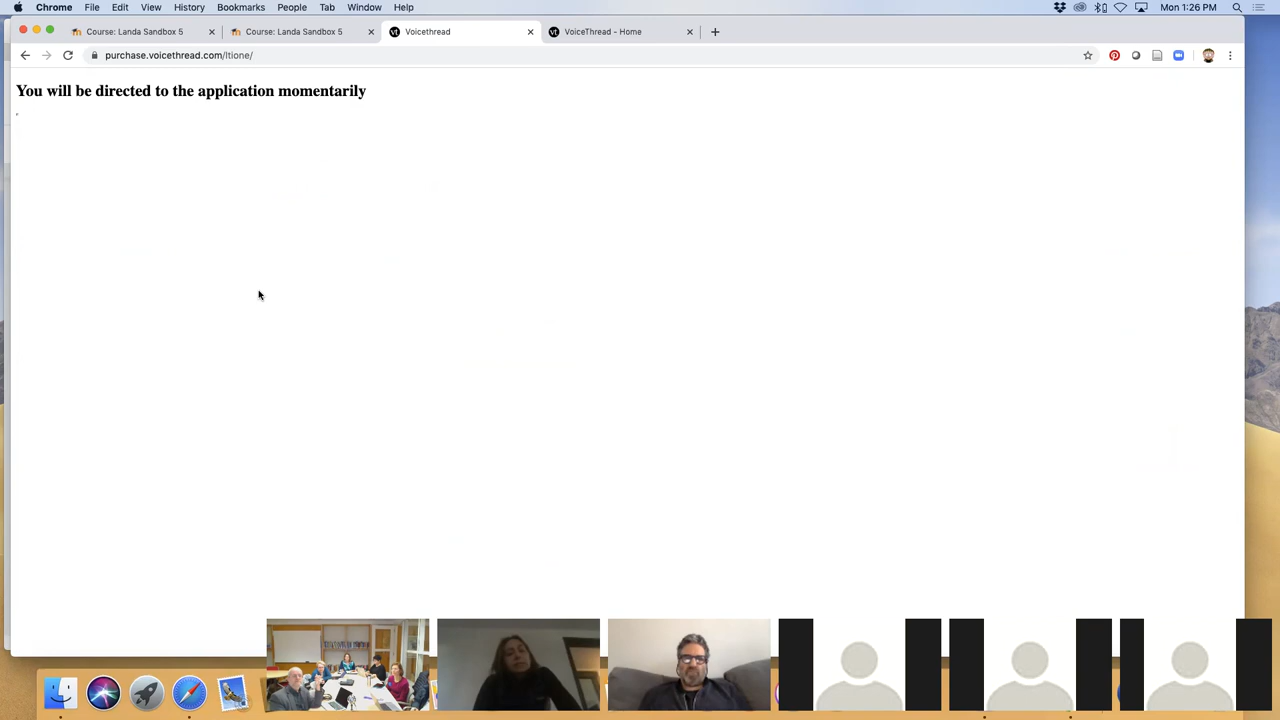 Chrome File Edit View History Bookmarks People Tab Window Help Mon 1:26 PM
Course: Landa Sandbox 5 Course: Landa Sandbox 5 Voicethread VoiceThread - Home
purchase.voicethread.com/ltione/
You will be directed to the application momentarily